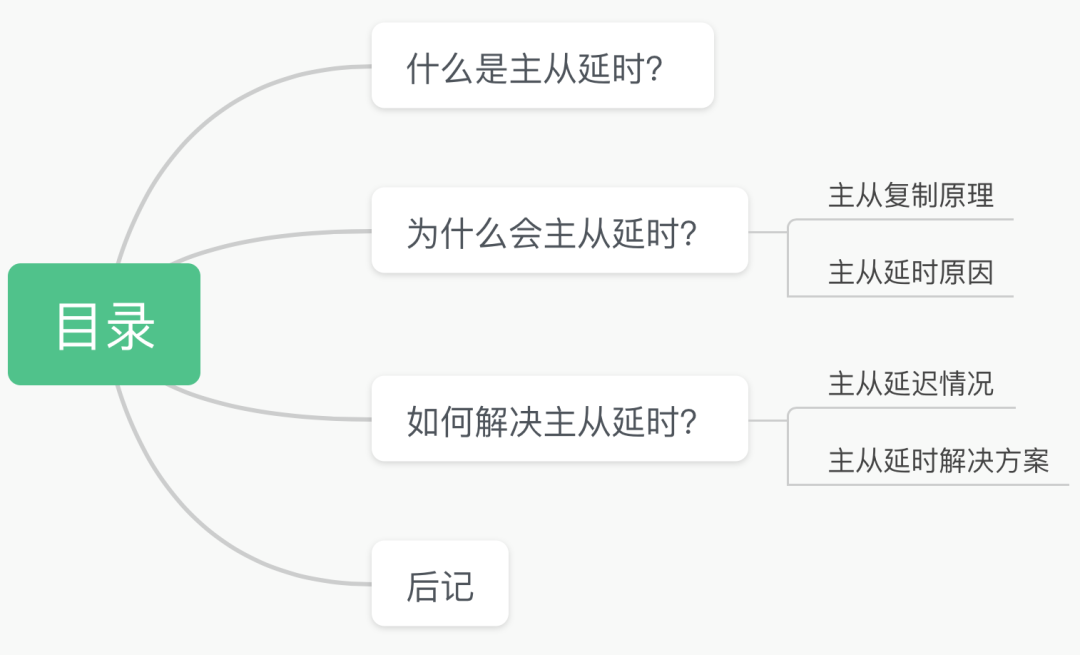 目录
什么是主从延时?
为什么会主从延时?
主从复制原理
主从延时原因
如何解决主从延时?
主从延迟情况
主从延时解决方案
后记